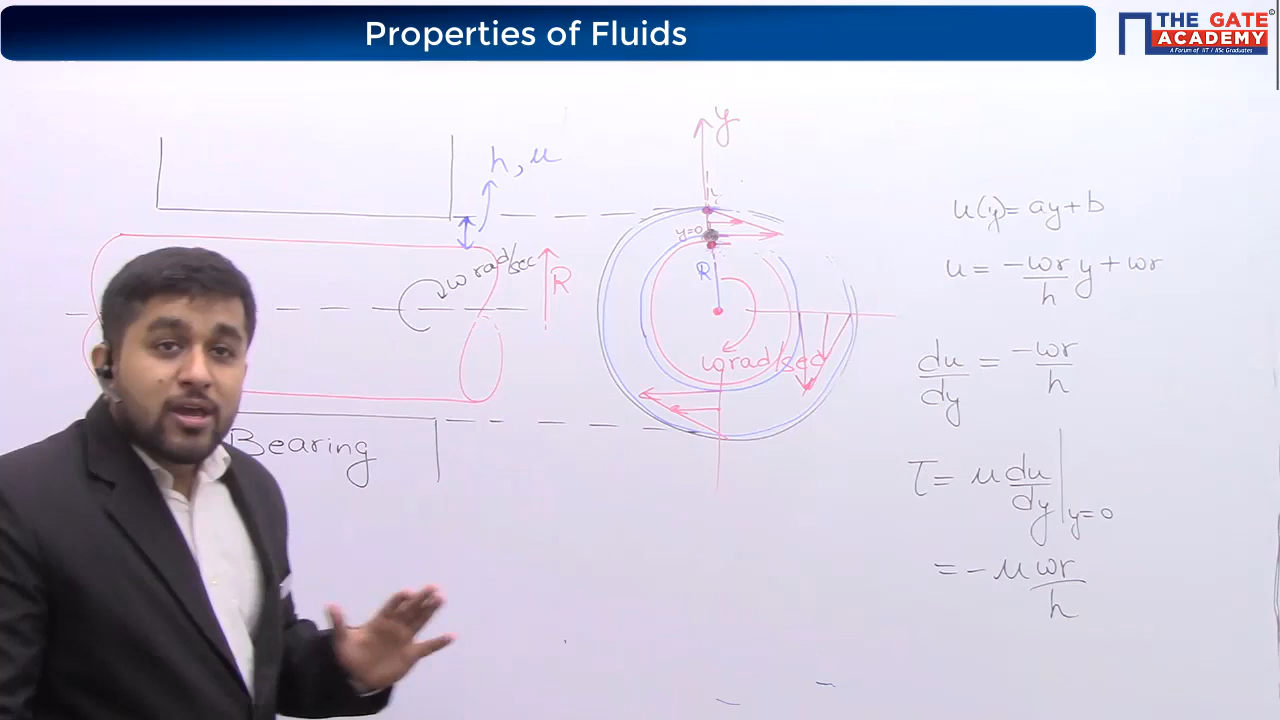 Properties of Fluids
THE GATE
ACADEMY
A Forum of IIT / IISc Graduates
©
h, μ
y
y=0
R
ω rad/sec
R
ω rad/sec
Bearing
u(y) = ay+b
u = -ωr/h y + ωr
du/dy = -ωr/h
τ = μ du/dy |y=0
= -μ ωr/h